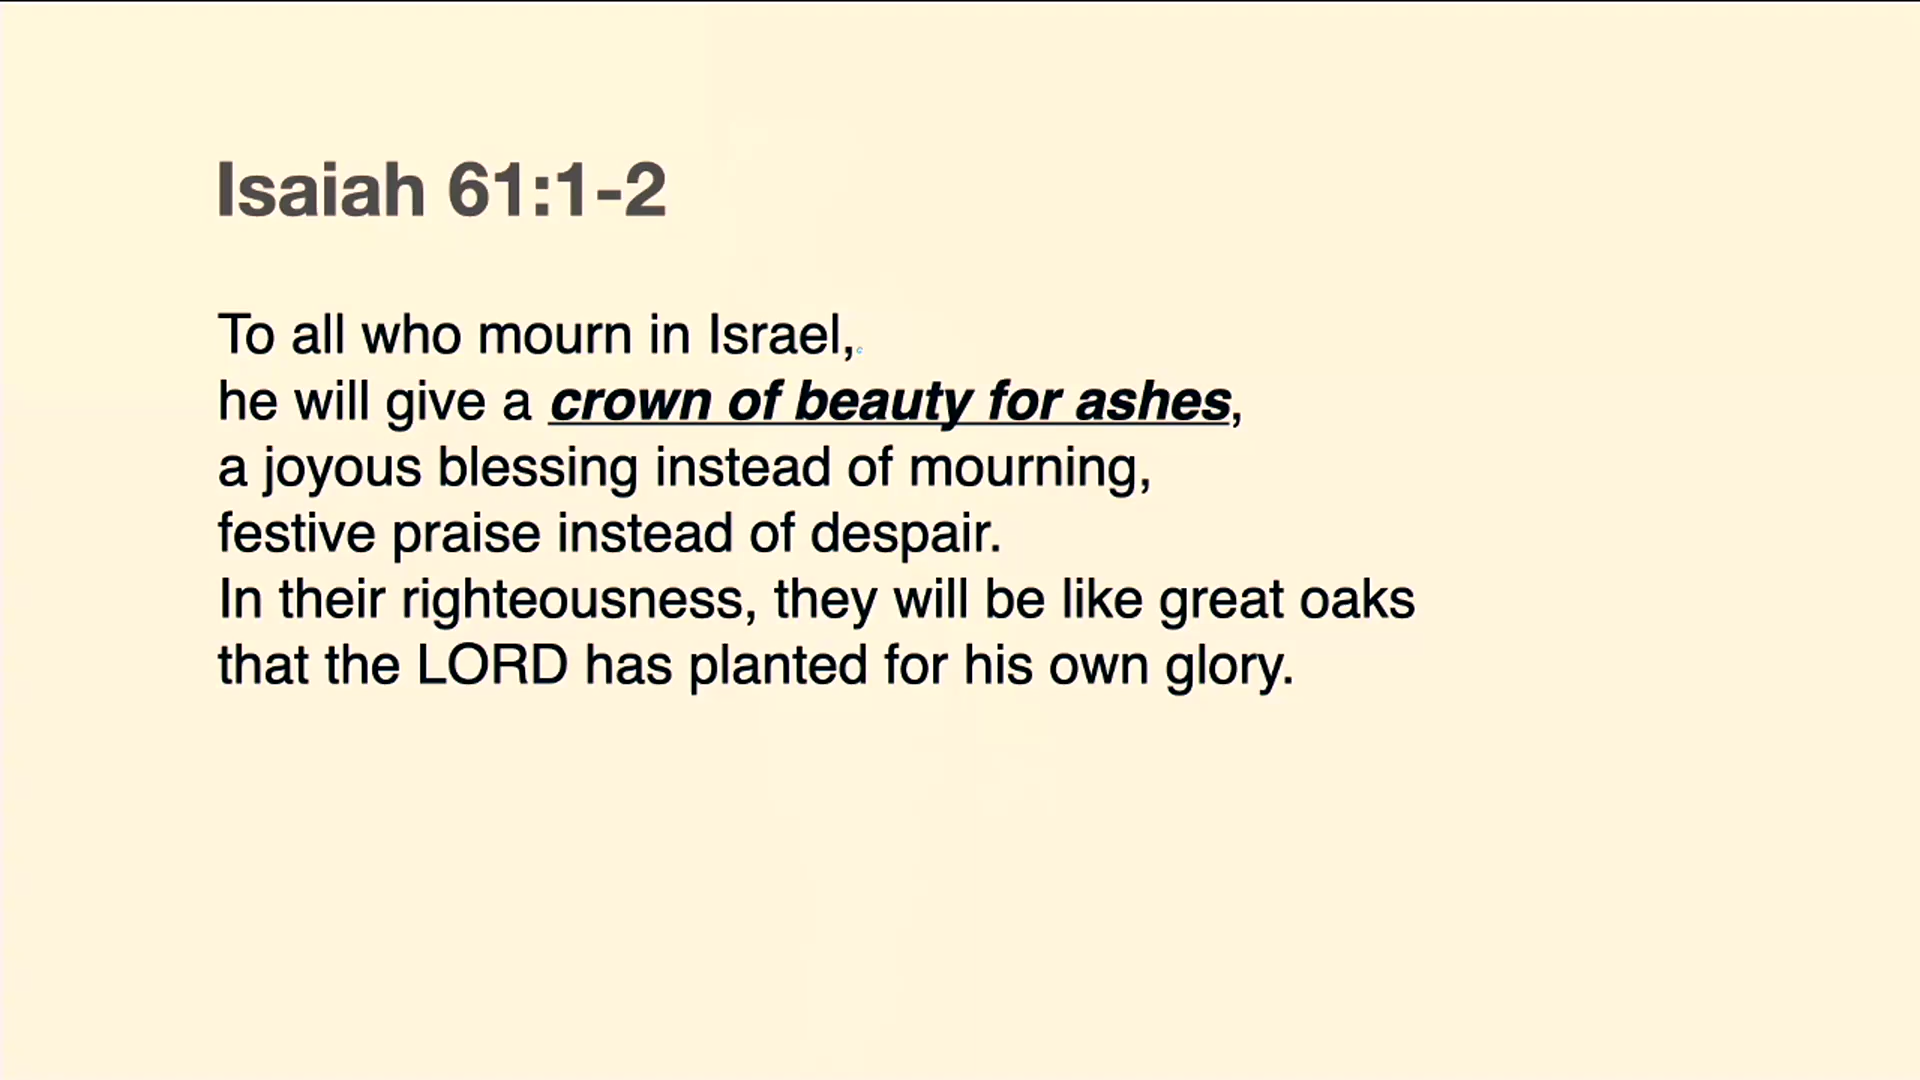 Isaiah 61:1-2
To all who mourn in Israel,c
he will give a crown of beauty for ashes,
a joyous blessing instead of mourning,
festive praise instead of despair.
In their righteousness, they will be like great oaks
that the LORD has planted for his own glory.